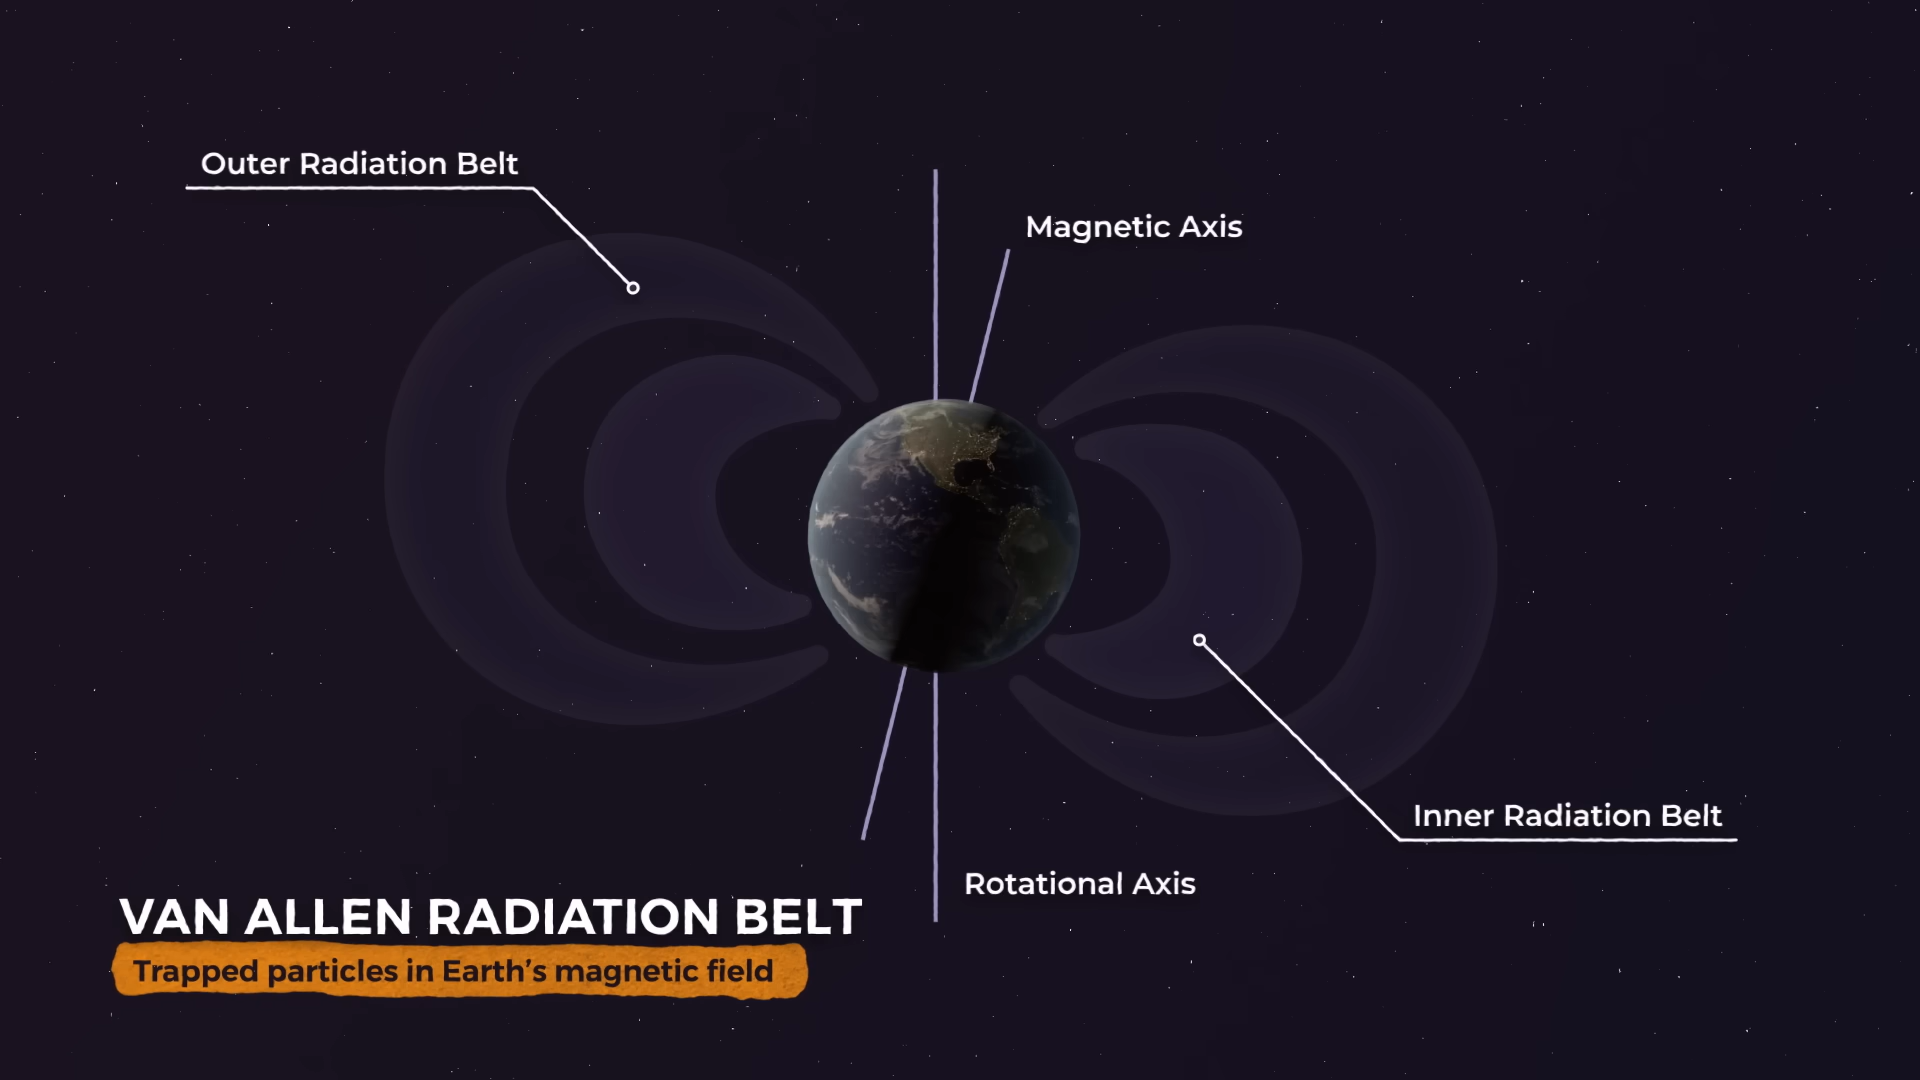 Outer Radiation Belt
Magnetic Axis
Inner Radiation Belt
Rotational Axis
VAN ALLEN RADIATION BELT
Trapped particles in Earth’s magnetic field